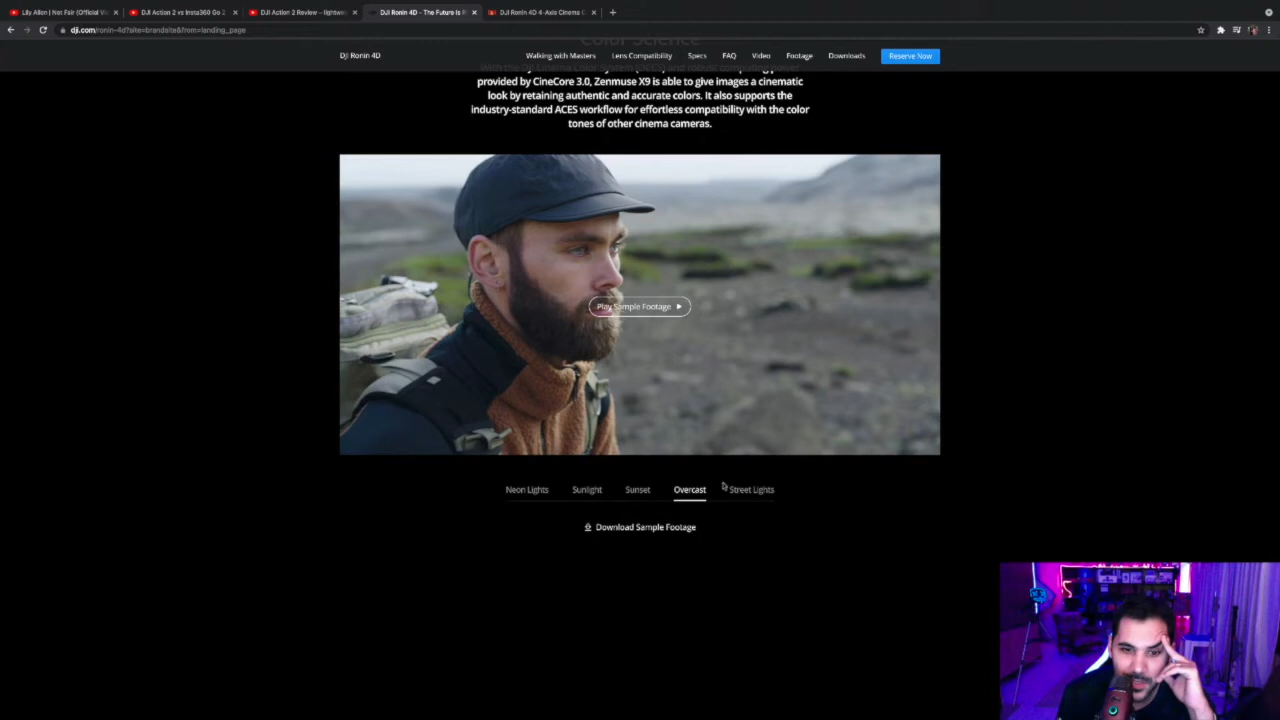 Lily Allen | Not Fair (Official Vi
DJI Action 2 vs Insta360 Go 2
DJI Action 2 Review – lightwei
DJI Ronin 4D - The Future Is R
DJI Ronin 4D 4-Axis Cinema C
dji.com/ronin-4d?site=brandsite&from=landing_page
DJI Ronin 4D
Walking with Masters
Lens Compatibility
Specs
FAQ
Video
Footage
Downloads
Reserve Now
Color Science
provided by CineCore 3.0, Zenmuse X9 is able to give images a cinematic
look by retaining authentic and accurate colors. It also supports the
industry-standard ACES workflow for effortless compatibility with the color
tones of other cinema cameras.
Play Sample Footage
Neon Lights
Sunlight
Sunset
Overcast
Street Lights
Download Sample Footage